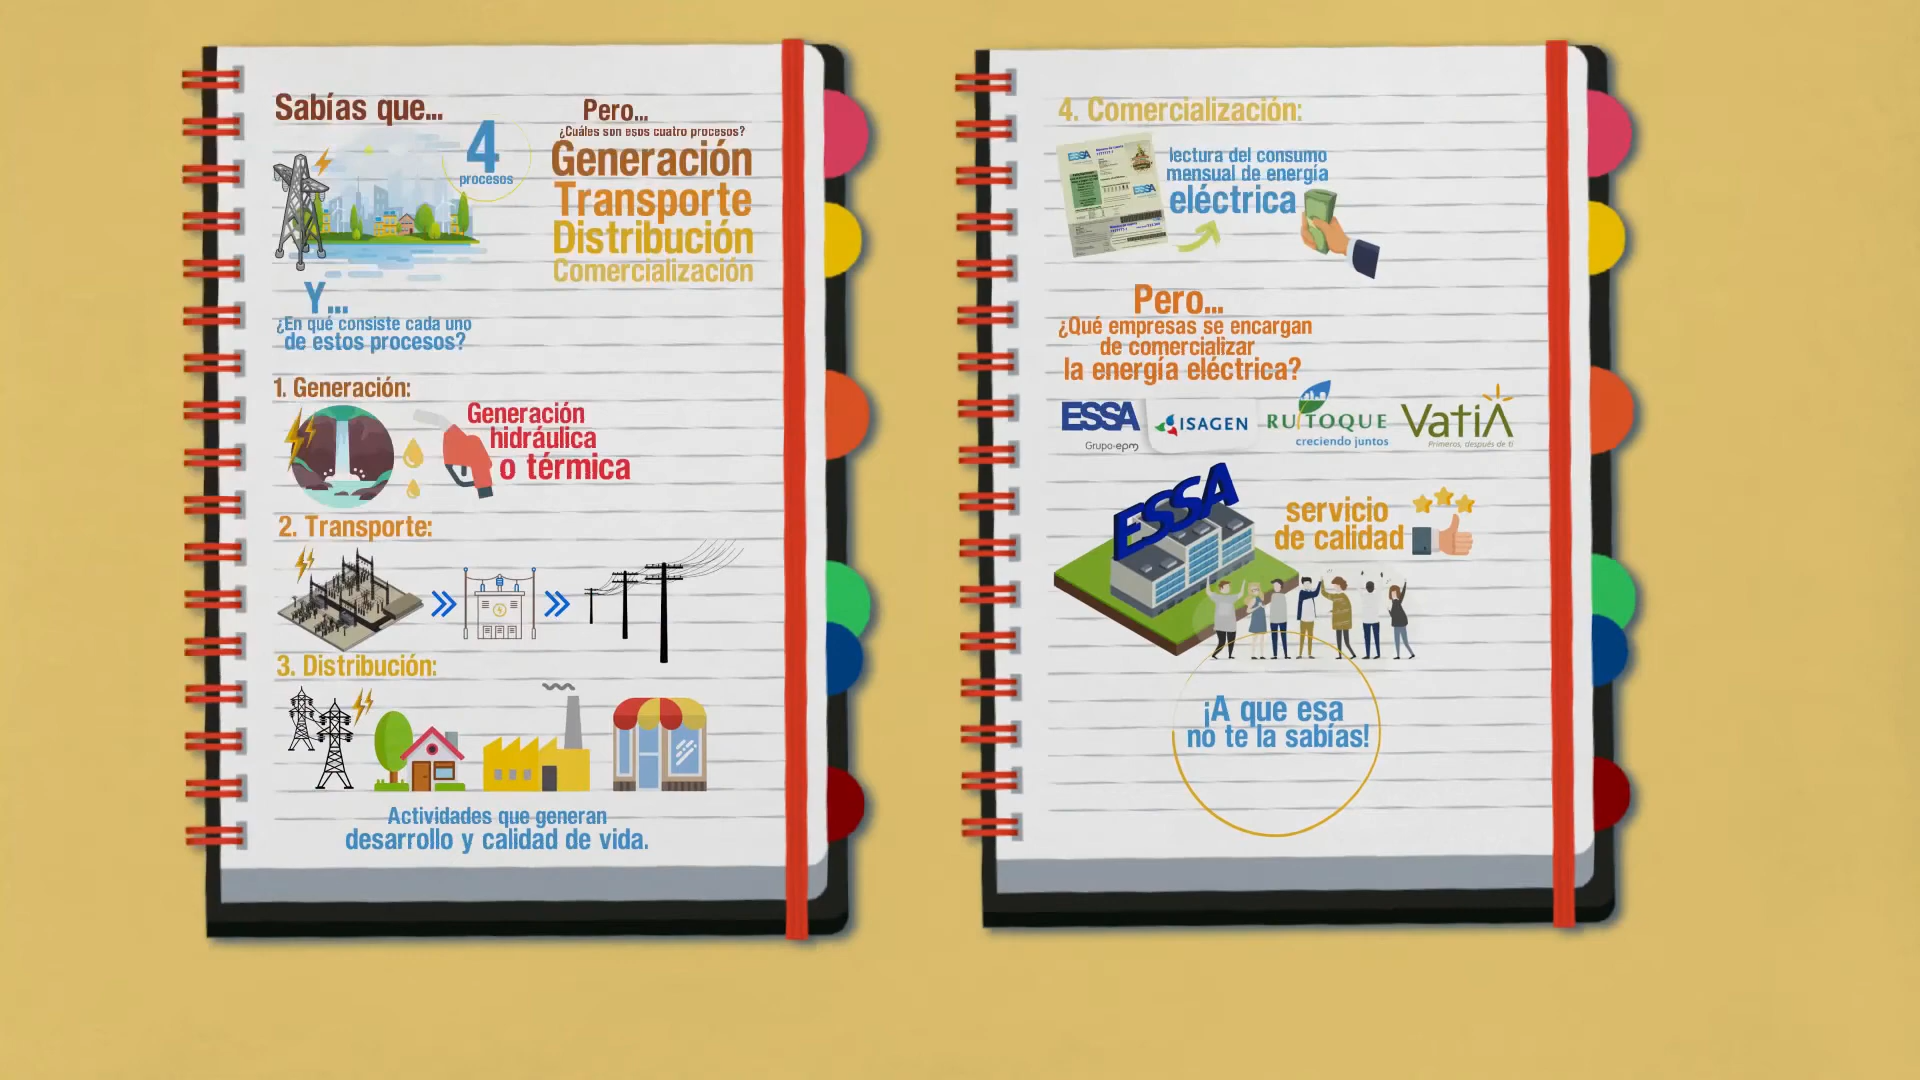 Sabías que...
4
procesos
Pero...
¿Cuáles son esos cuatro procesos?
Generación
Transporte
Distribución
Comercialización
Y...
¿En qué consiste cada uno
de estos procesos?
1. Generación:
Generación
hidráulica
o térmica
2. Transporte:
3. Distribución:
Actividades que generan
desarrollo y calidad de vida.
4. Comercialización:
ESSA
ESSA
lectura del consumo
mensual de energía
eléctrica
Pero...
¿Qué empresas se encargan
de comercializar
la energía eléctrica?
ESSA
Grupo·epm
ISAGEN
RUITOQUE
creciendo juntos
VatiA
Primeros, después de ti
ESSA
servicio
de calidad
¡A que esa
no te la sabías!